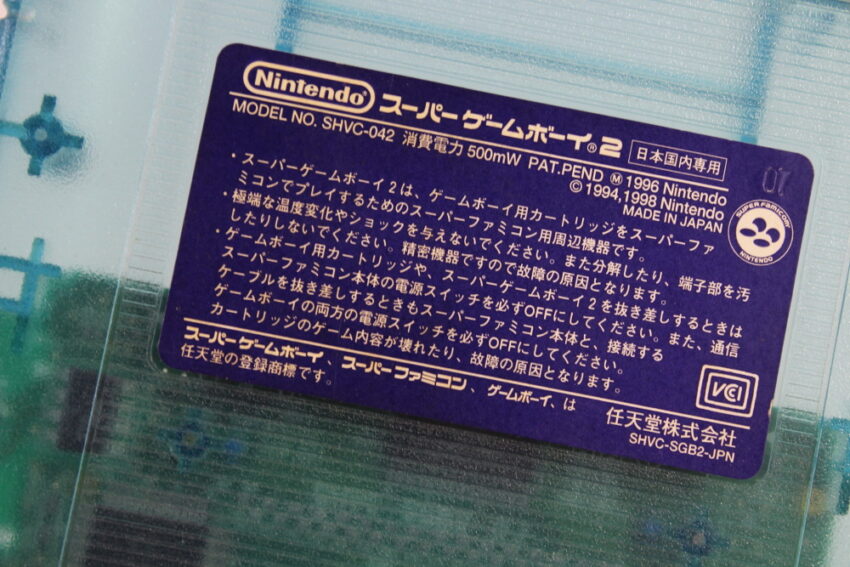 Nintendo スーパーゲームボーイ®2 日本国内専用
MODEL NO. SHVC-042 消費電力 500mW PAT.PEND Ⓜ 1996 Nintendo
© 1994,1998 Nintendo
MADE IN JAPAN
SUPER FAMICOM
NINTENDO
・スーパーゲームボーイ2は、ゲームボーイ用カートリッジをスーパーファ
ミコンでプレイするためのスーパーファミコン用周辺機器です。
・極端な温度変化やショックを与えないでください。また分解したり、端子部を汚
したりしないでください。精密機器ですので故障の原因となります。
・ゲームボーイ用カートリッジや、スーパーゲームボーイ2を抜き差しするときは
スーパーファミコン本体の電源スイッチを必ずOFFにしてください。また、通信
ケーブルを抜き差しするときもスーパーファミコン本体と、接続する
ゲームボーイの両方の電源スイッチを必ずOFFにしてください。
カートリッジのゲーム内容が壊れたり、故障の原因となります。
スーパーゲームボーイ、スーパーファミコン、ゲームボーイ、は
任天堂の登録商標です。
VCI
任天堂株式会社
SHVC-SGB2-JPN